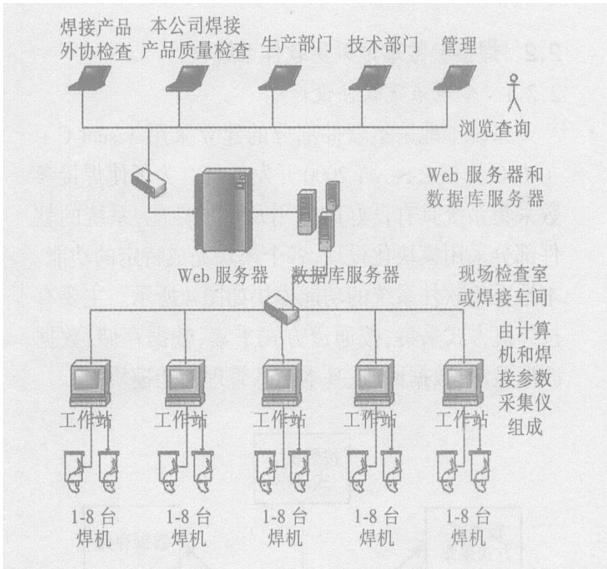 焊接产品
外协检查
本公司焊接
产品质量检查
生产部门
技术部门
管理
浏览查询
Web 服务器和
数据库服务器
Web 服务器
数据库服务器
现场检查室
或焊接车间
由计算
机和焊
接参数
采集仪
组成
工作站
工作站
工作站
工作站
工作站
1-8 台
焊机
1-8 台
焊机
1-8 台
焊机
1-8 台
焊机
1-8 台
焊机